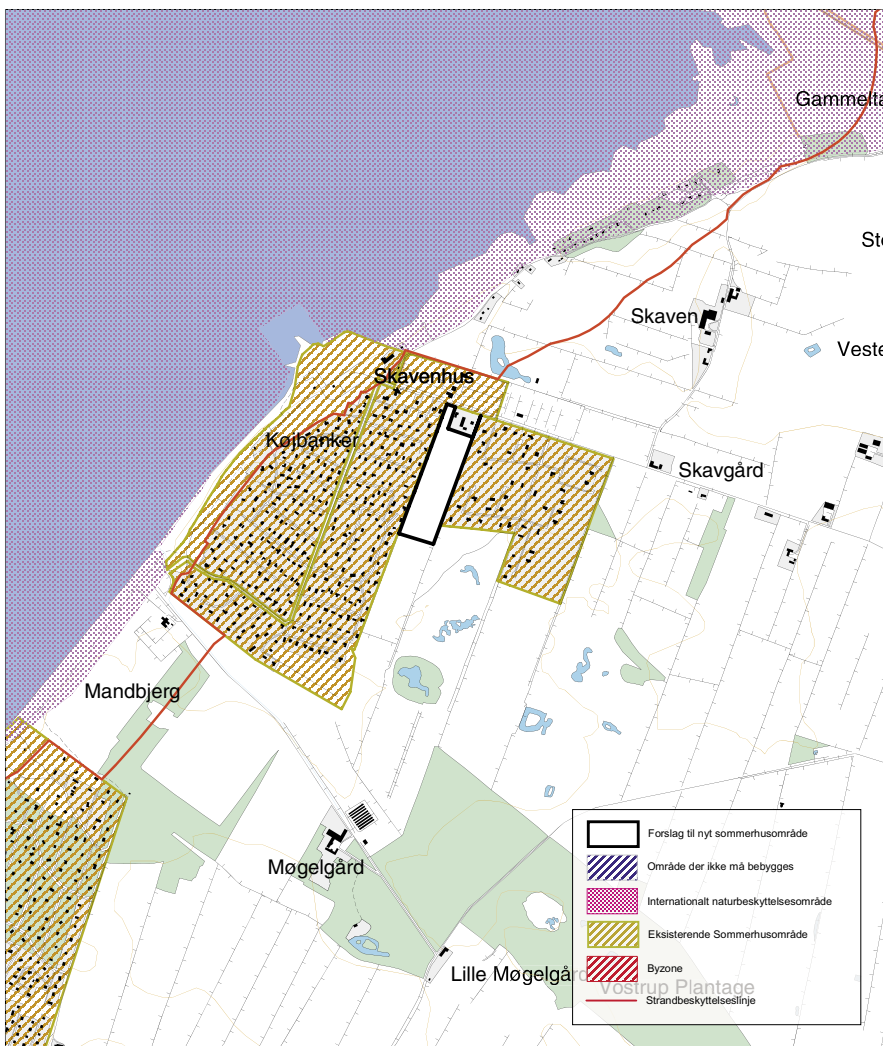 Gammelta
Ste
Skaven
Veste
Skavenhus
Køjbanker
Skavgård
Mandbjerg
Møgelgård
Lille Møgelgård
Vostrup Plantage
Forslag til nyt sommerhusområde
Område der ikke må bebygges
Internationalt naturbeskyttelsesområde
Eksisterende Sommerhusområde
Byzone
Strandbeskyttelseslinje